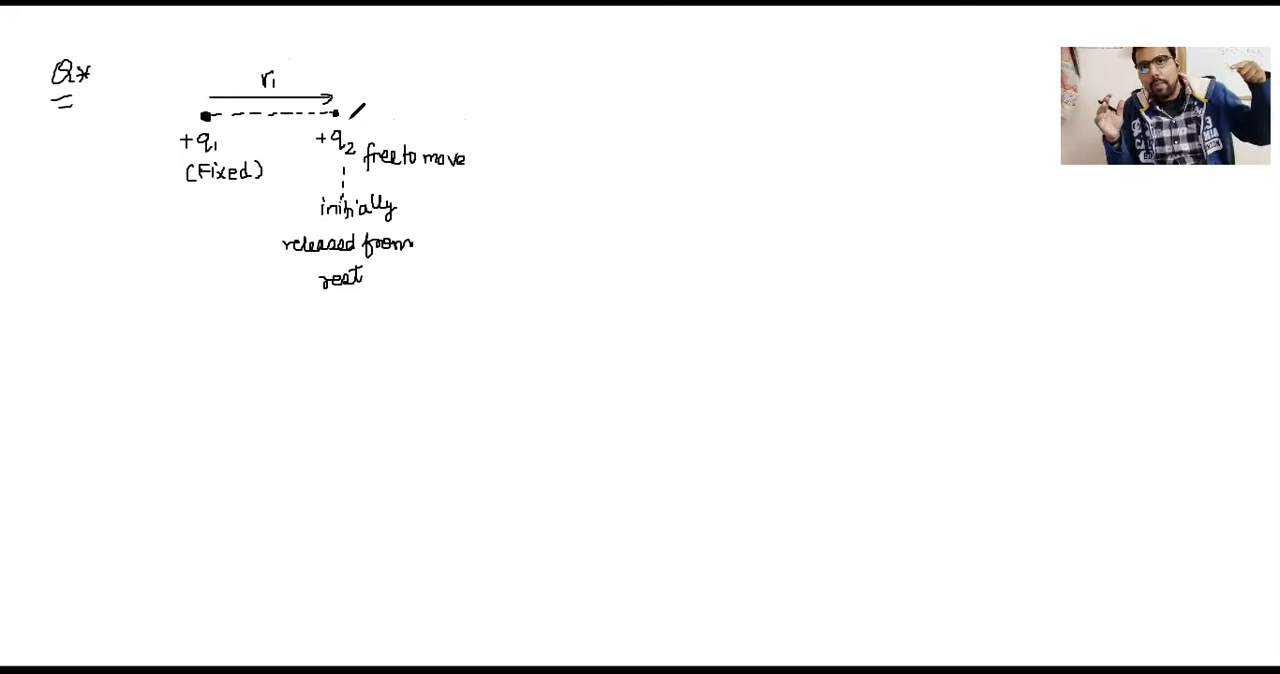 Q*
r₁
+q₁
+q₂
(Fixed)
free to move
initially
released from
rest